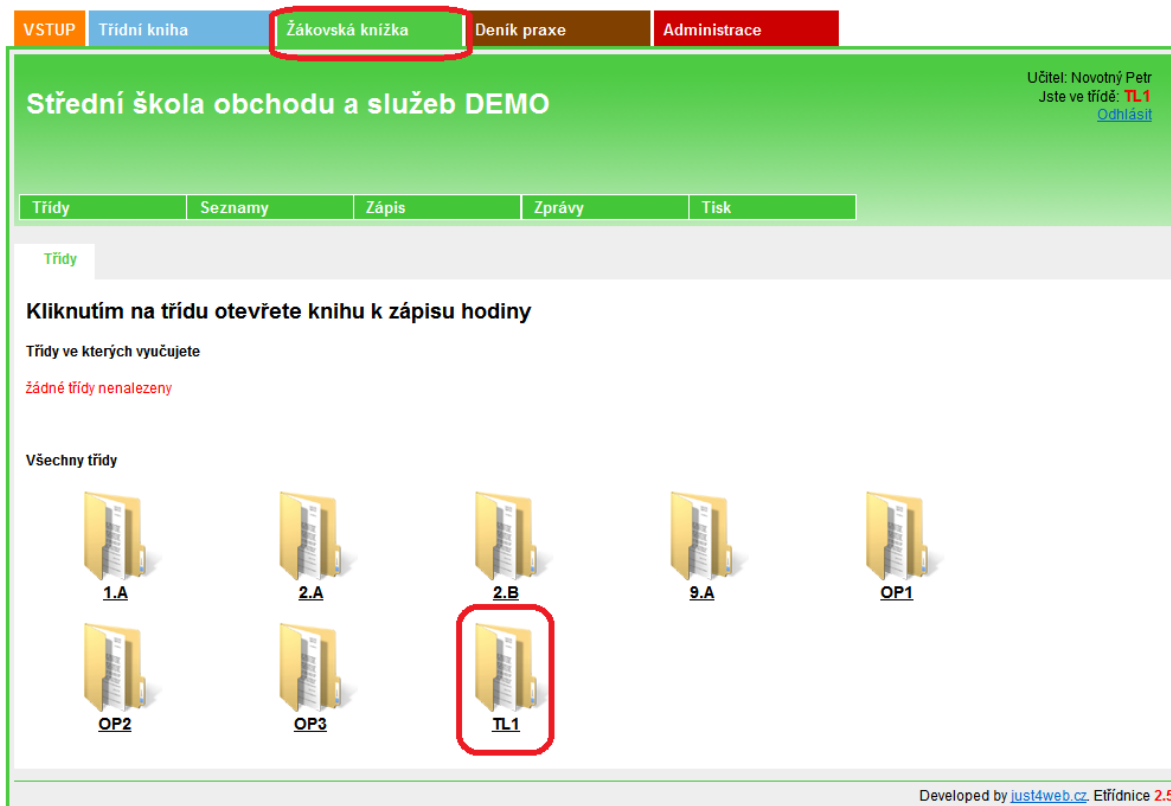 VSTUP Třídní kniha Žákovská knížka Deník praxe Administrace
Učitel: Novotný Petr
Střední škola obchodu a služeb DEMO
Jste ve třídě: TL1
Odhlásit
Třídy Seznamy Zápis Zprávy Tisk
Třídy
Kliknutím na třídu otevřete knihu k zápisu hodiny
Třídy ve kterých vyučujete
žádné třídy nenalezeny
Všechny třídy
1.A 2.A 2.B 9.A OP1
OP2 OP3 TL1
Developed by just4web.cz. Etřídnice 2.5